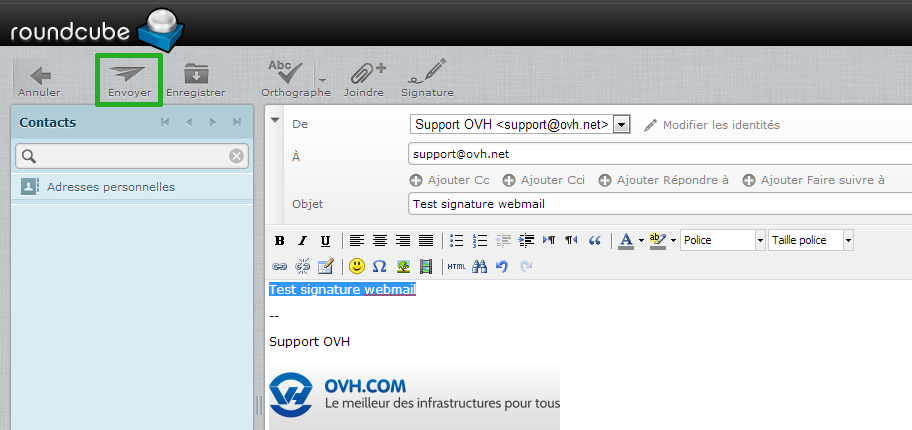 roundcube
Annuler Envoyer Enregistrer Abc Orthographe Joindre Signature
Contacts
Adresses personnelles
De Support OVH <support@ovh.net> Modifier les identités
À support@ovh.net
Ajouter Cc Ajouter Cci Ajouter Répondre à Ajouter Faire suivre à
Objet Test signature webmail
B I U A ab Police Taille police
HTML
Test signature webmail
--
Support OVH
OVH.COM
Le meilleur des infrastructures pour tous